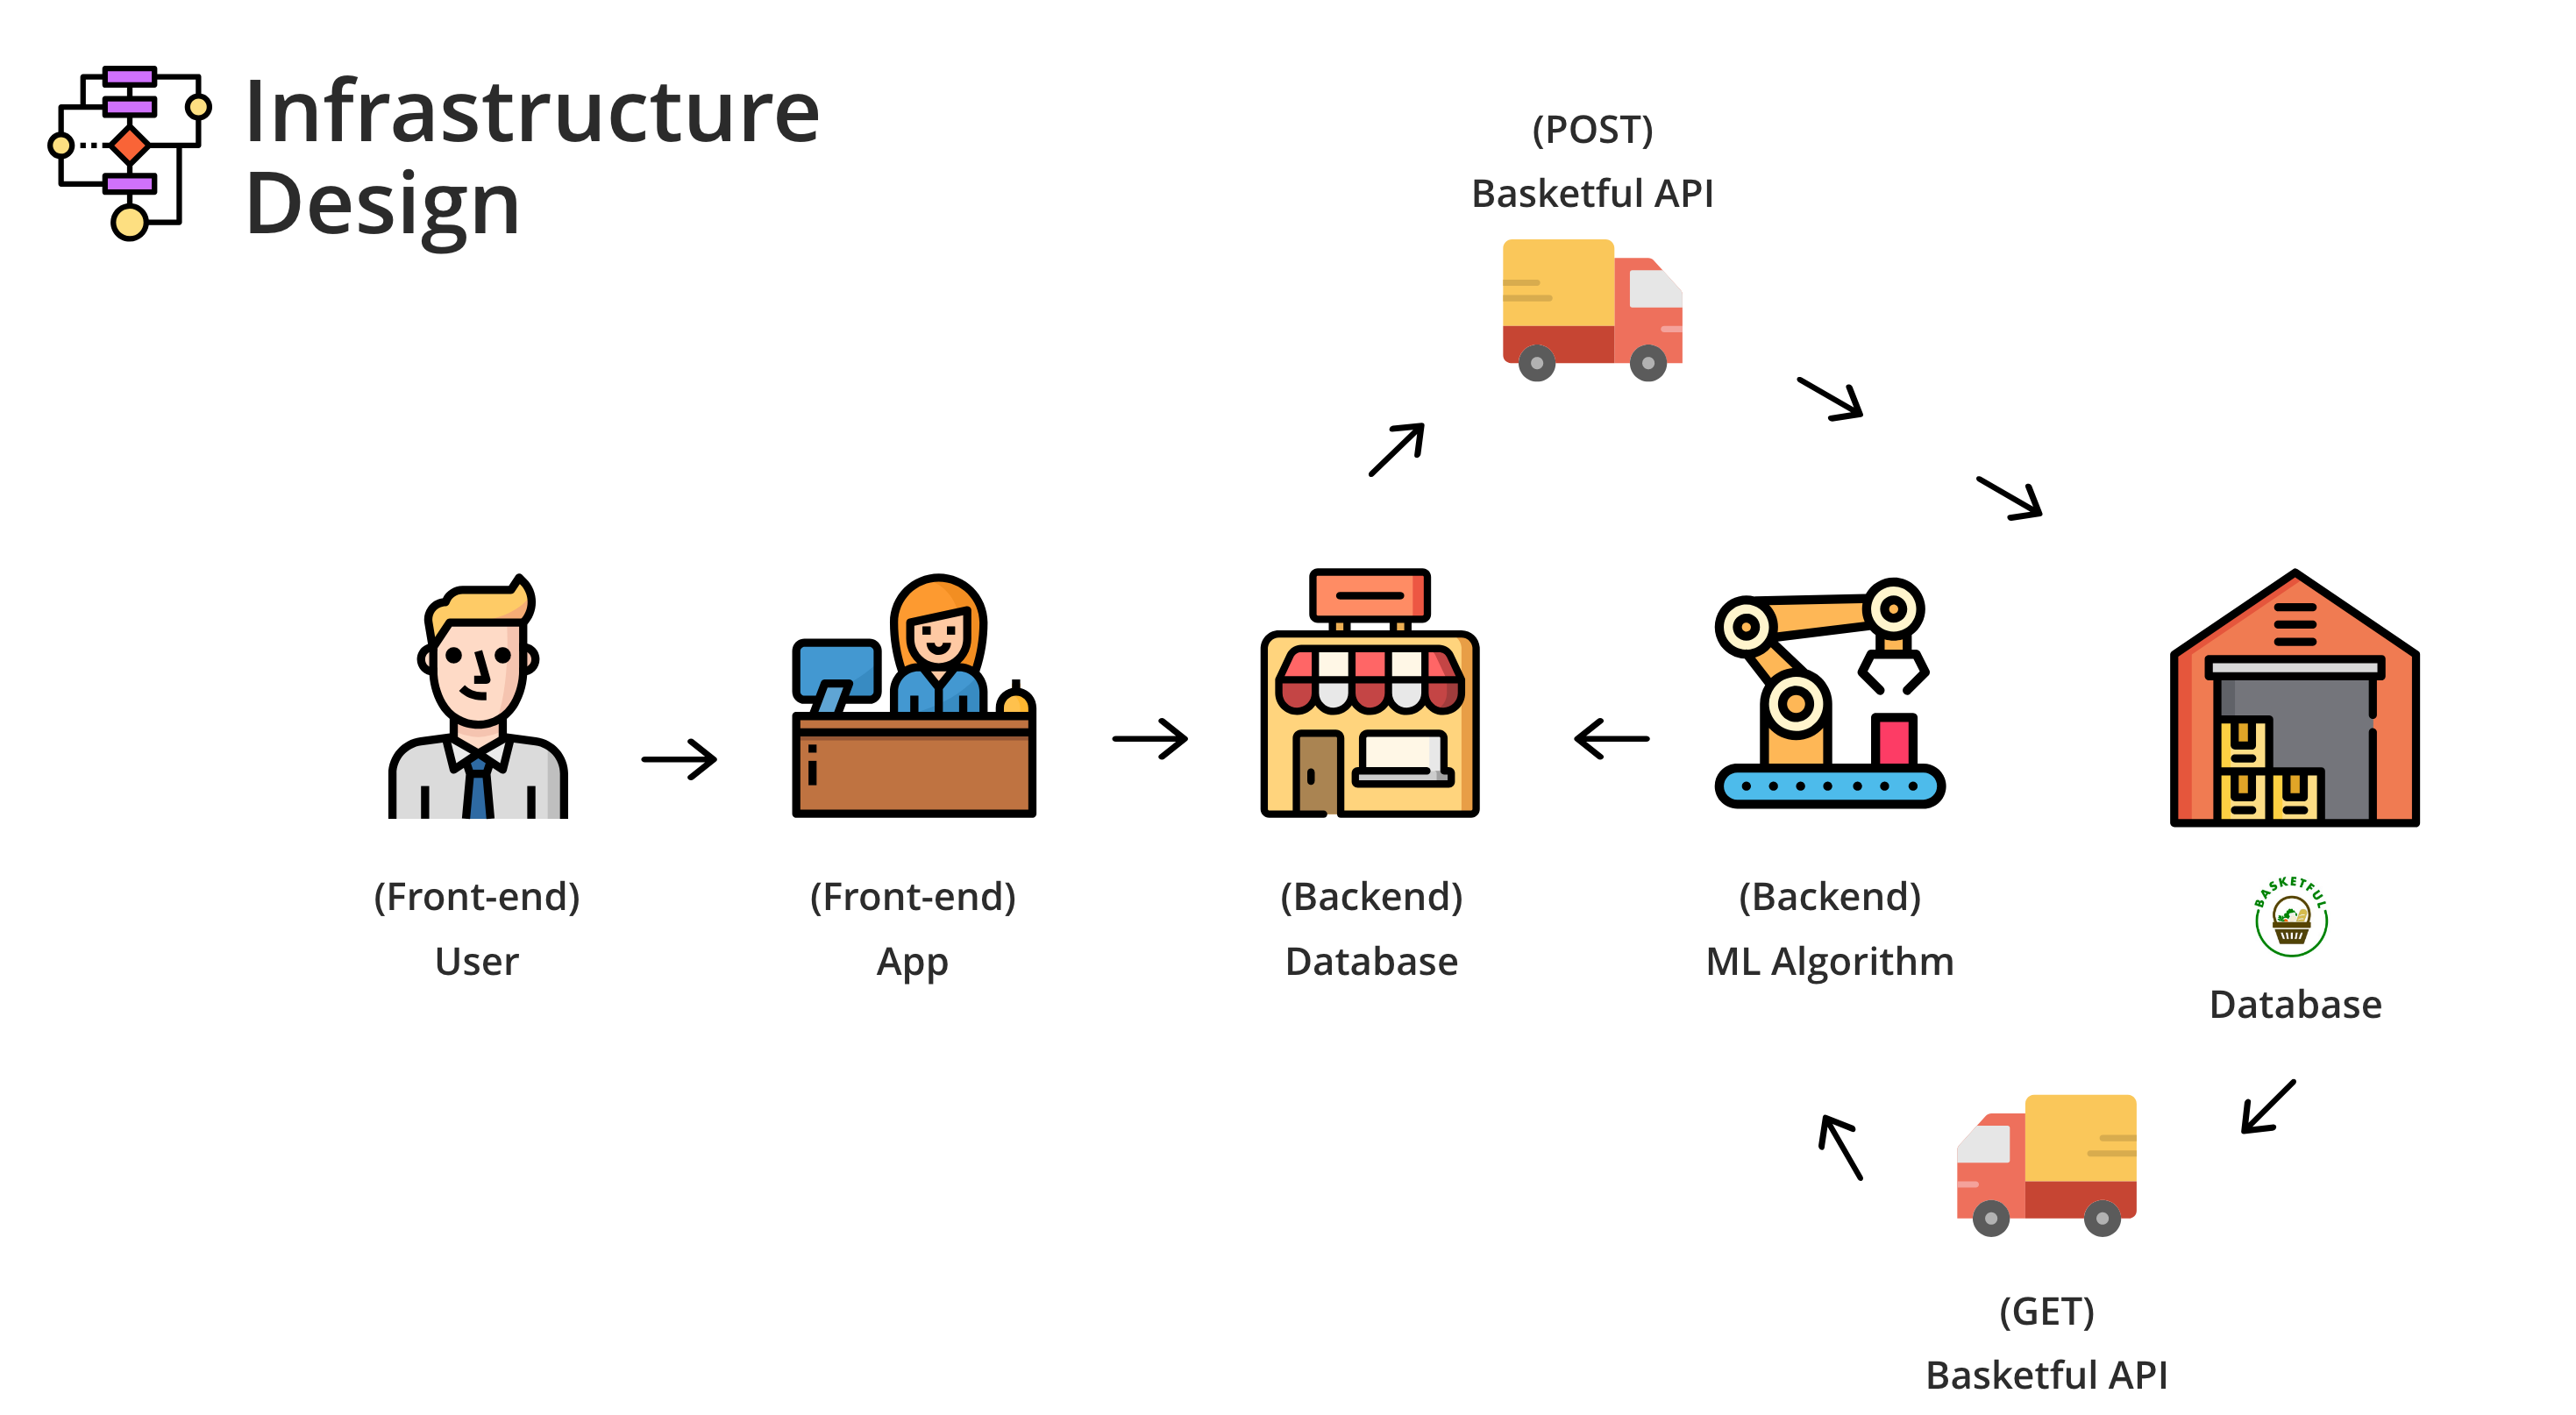 Infrastructure
Design
(POST)
Basketful API
(Front-end)
User
(Front-end)
App
(Backend)
Database
(Backend)
ML Algorithm
BASKETFUL
Database
(GET)
Basketful API